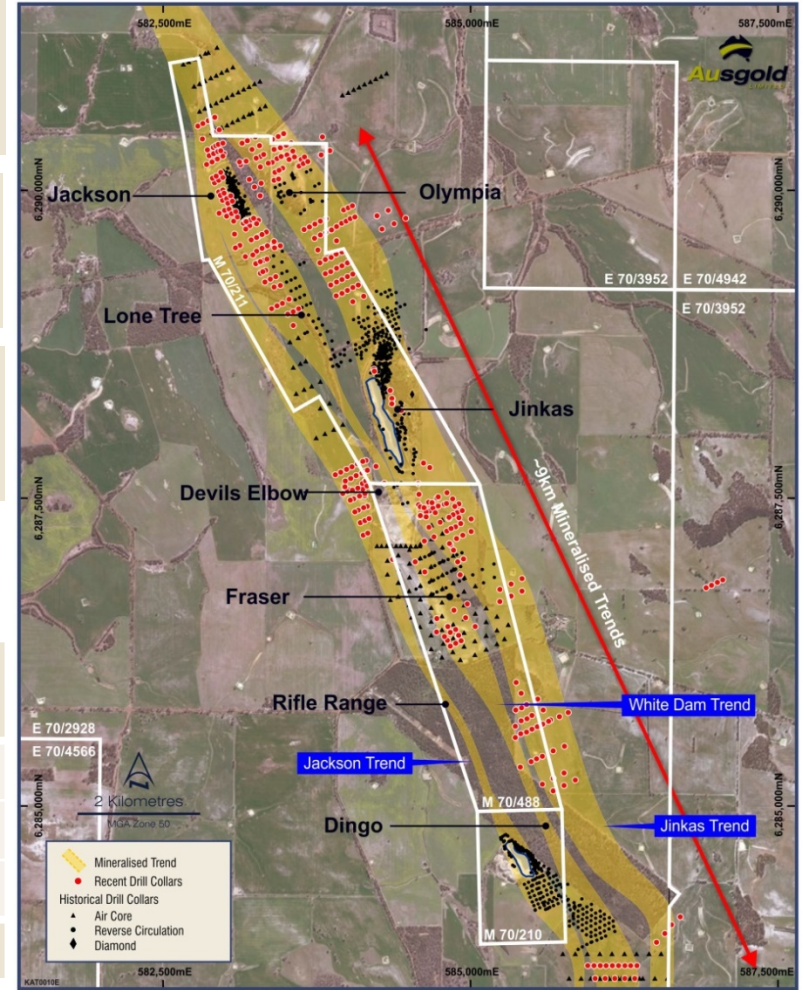 582,500mE
585,000mE
587,500mE
Ausgold
LIMITED
6,290,000mN
6,290,000mN
Jackson
Olympia
M 70/211
E 70/3952
E 70/4942
E 70/3952
Lone Tree
Jinkas
Devils Elbow
6,287,500mN
6,287,500mN
~9km Mineralised Trends
Fraser
Rifle Range
White Dam Trend
E 70/2928
E 70/4566
Jackson Trend
2 Kilometres
MGA Zone 50
M 70/488
6,285,000mN
6,285,000mN
Dingo
Jinkas Trend
Mineralised Trend
Recent Drill Collars
Historical Drill Collars
Air Core
Reverse Circulation
Diamond
M 70/210
KAT0010E
582,500mE
585,000mE
587,500mE